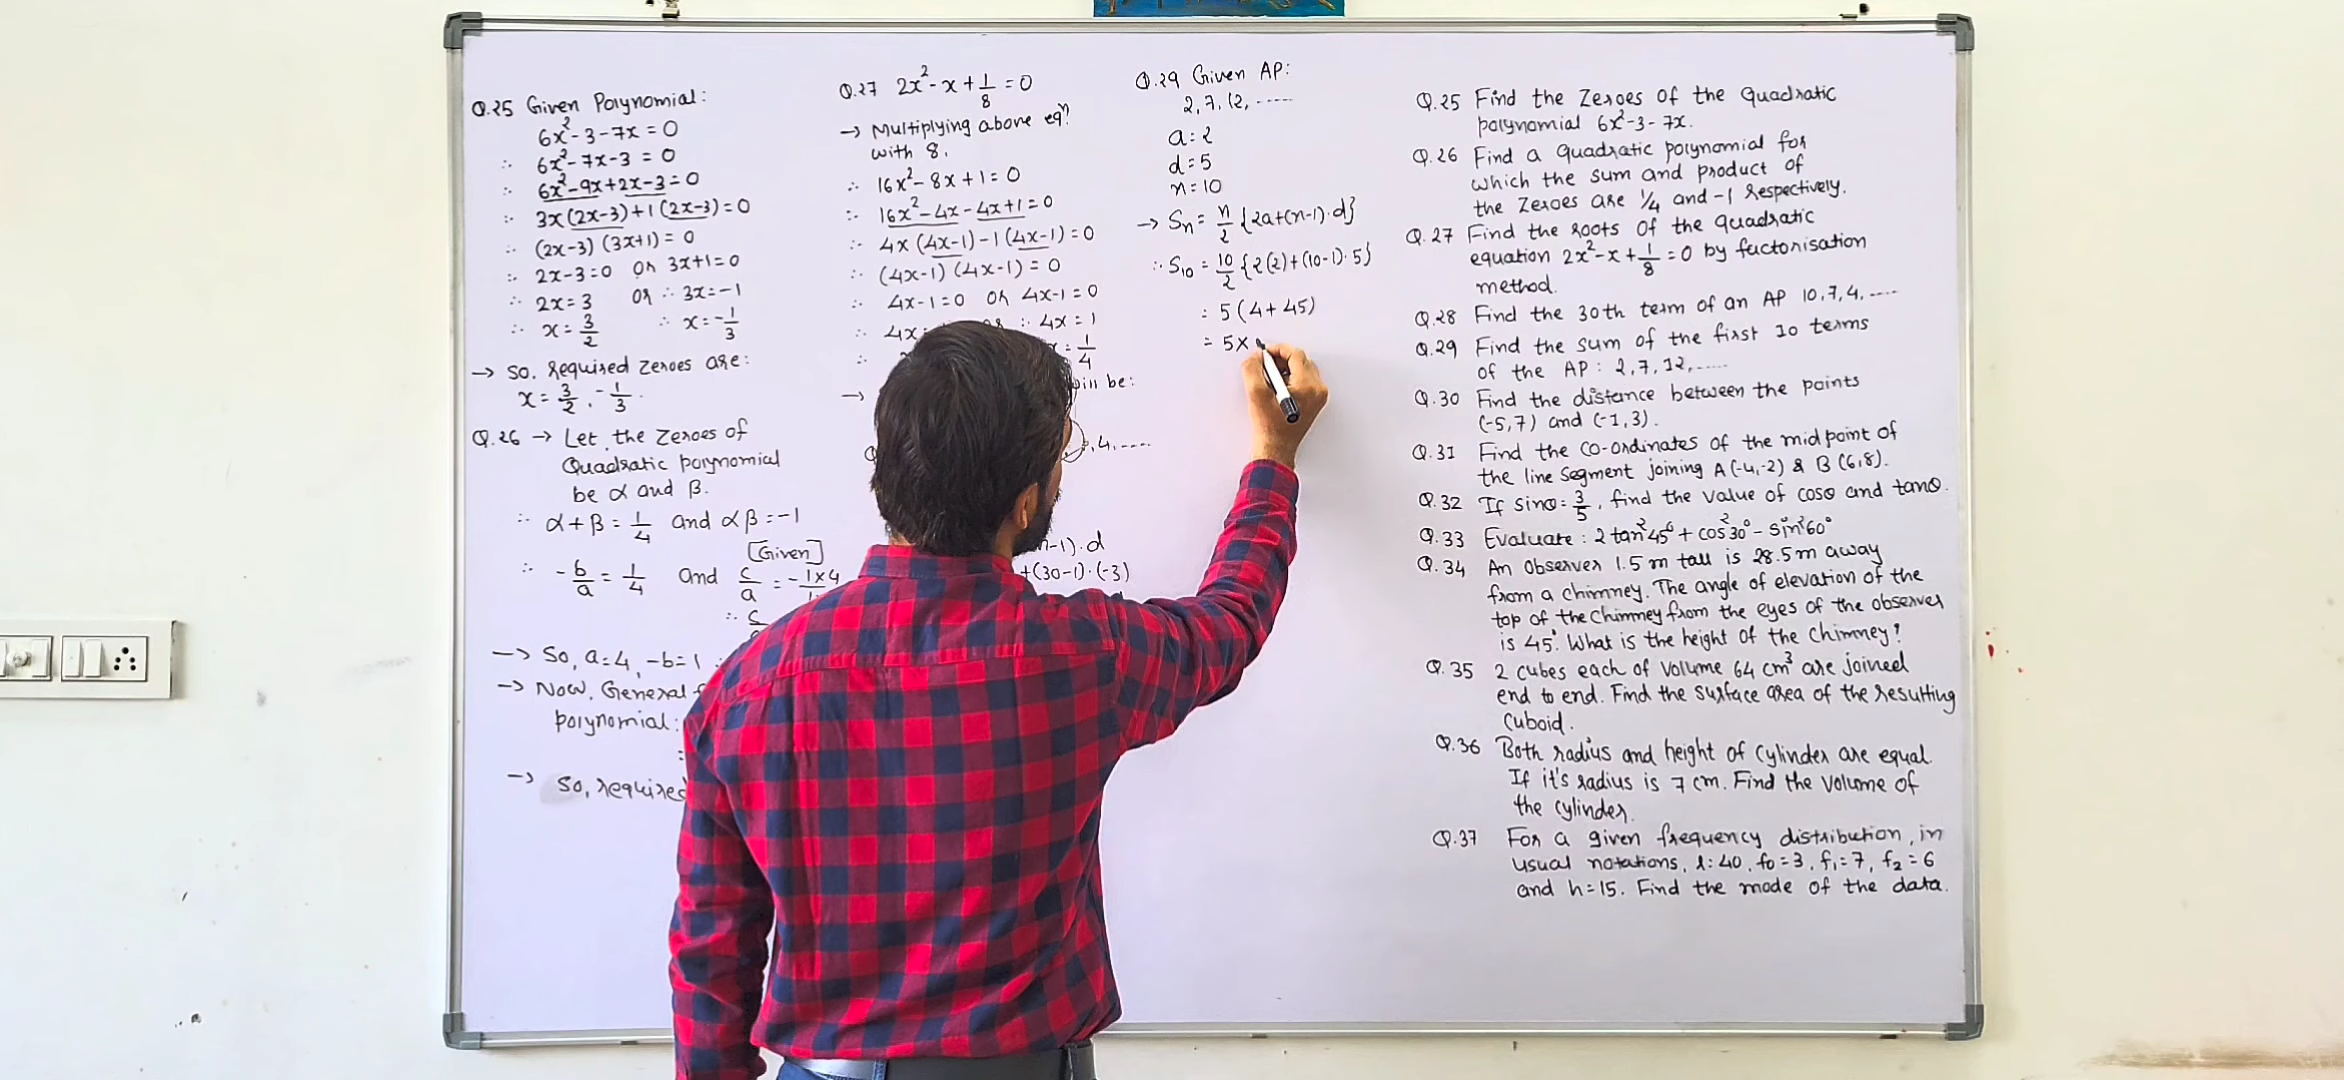 Q.25 Given Polynomial:
6x²-3-7x=0
∴ 6x²-7x-3=0
∴ 6x²-9x+2x-3=0
∴ 3x(2x-3)+1(2x-3)=0
∴ (2x-3)(3x+1)=0
∴ 2x-3=0 or 3x+1=0
∴ 2x=3 or ∴ 3x=-1
∴ x=3/2 ∴ x=-1/3
→ So, required zeroes are:
x=3/2, -1/3.
Q.26 → Let the zeroes of
Quadratic polynomial
be α and β.
∴ α+β=1/4 and αβ=-1
[Given]
∴ -b/a=1/4 and c/a=-1×4
∴ c
→ So, a=4, -b=1
→ Now, General
polynomial:
→ So, required
Q.27 2x²-x+1/8=0
→ Multiplying above eqⁿ
with 8,
∴ 16x²-8x+1=0
∴ 16x²-4x-4x+1=0
∴ 4x(4x-1)-1(4x-1)=0
∴ (4x-1)(4x-1)=0
∴ 4x-1=0 or 4x-1=0
∴ 4x= ∴ 4x=1
∴ =1/4
→ will be:
, 4, .....
-1).d
+(30-1).(-3)
Q.29 Given AP:
2, 7, 12, .....
a=2
d=5
n=10
→ Sn=n/2{2a+(n-1).d}
∴ S10=10/2{2(2)+(10-1).5}
=5(4+45)
=5×
Q.25 Find the zeroes of the quadratic
polynomial 6x²-3-7x.
Q.26 Find a quadratic polynomial for
which the sum and product of
the zeroes are 1/4 and -1 respectively.
Q.27 Find the roots of the quadratic
equation 2x²-x+1/8=0 by factorisation
method.
Q.28 Find the 30th term of an AP 10,7,4,.....
Q.29 Find the sum of the first 10 terms
of the AP: 2,7,12,.....
Q.30 Find the distance between the points
(-5,7) and (-1,3).
Q.31 Find the co-ordinates of the midpoint of
the line segment joining A(-4,-2) & B(6,8).
Q.32 If sinθ=3/5, find the value of cosθ and tanθ.
Q.33 Evaluate: 2tan²45°+cos²30°-sin²60°
Q.34 An observer 1.5 m tall is 28.5 m away
from a chimney. The angle of elevation of the
top of the chimney from the eyes of the observer
is 45°. What is the height of the chimney?
Q.35 2 cubes each of volume 64 cm³ are joined
end to end. Find the surface area of the resulting
cuboid.
Q.36 Both radius and height of cylinder are equal.
If it's radius is 7 cm. Find the volume of
the cylinder.
Q.37 For a given frequency distribution, in
usual notations, l=40, f0=3, f1=7, f2=6
and h=15. Find the mode of the data.